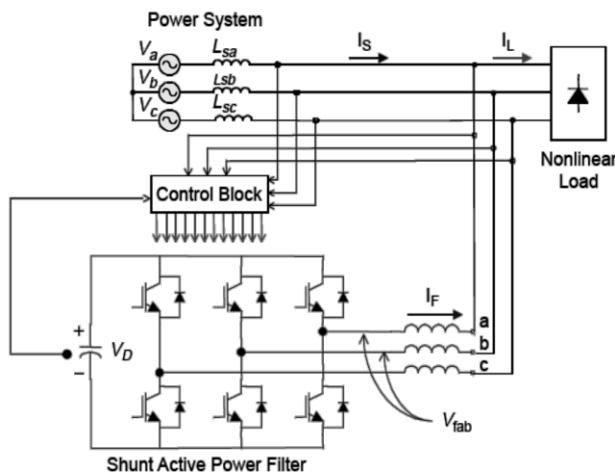 Power System
Va Lsa IS IL
Vb Lsb
Vc Lsc
Nonlinear
Load
Control Block
IF
a
b
c
+
VD
−
Vfab
Shunt Active Power Filter